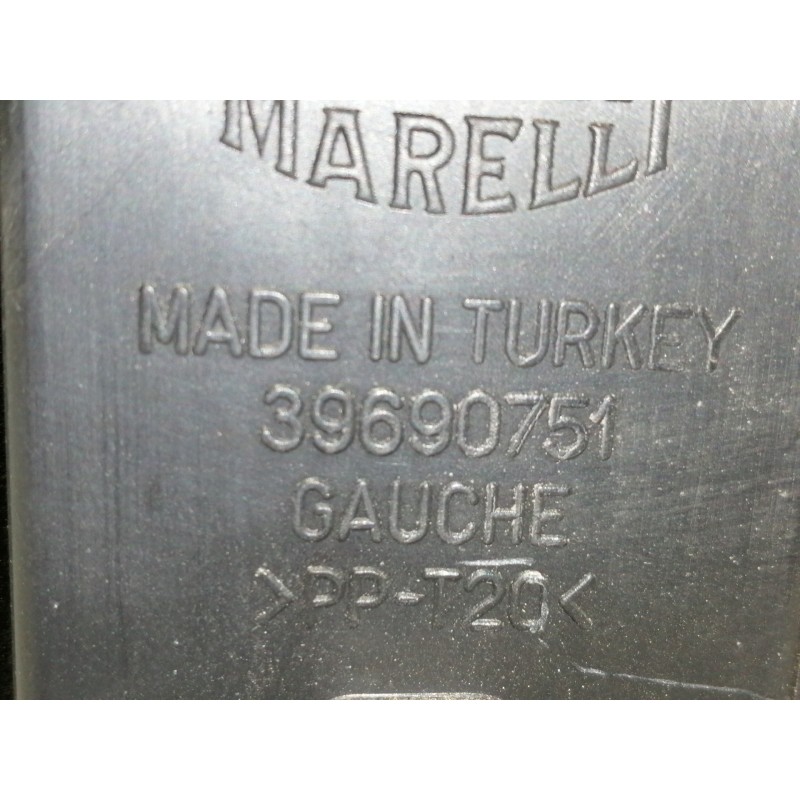 MARELLI
MADE IN TURKEY
39690751
GAUCHE
>PP-T20<